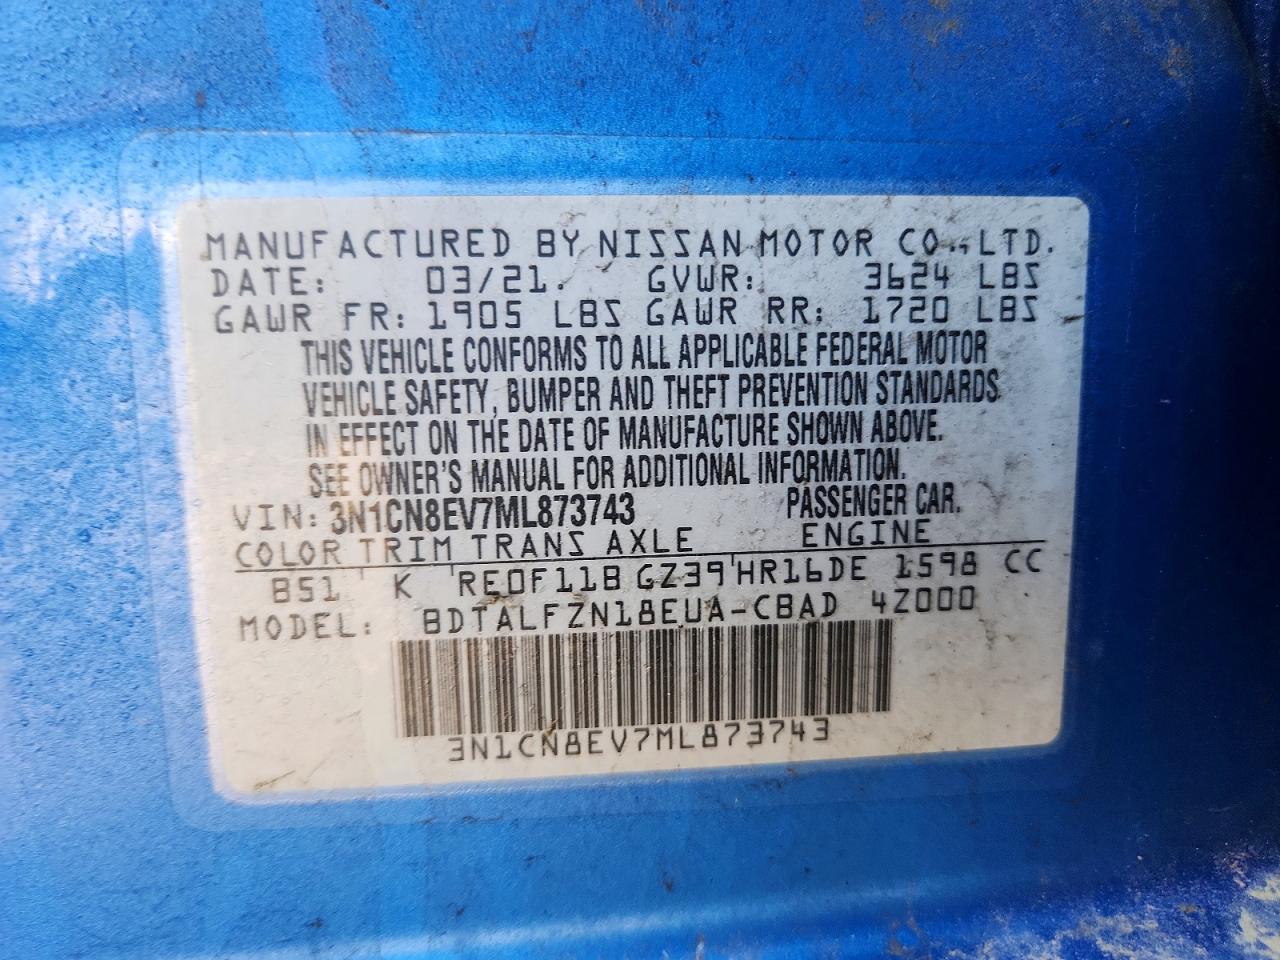 MANUFACTURED BY NISSAN MOTOR CO., LTD.
DATE: 03/21. GVWR: 3624 LBS
GAWR FR: 1905 LBS GAWR RR: 1720 LBS
THIS VEHICLE CONFORMS TO ALL APPLICABLE FEDERAL MOTOR
VEHICLE SAFETY, BUMPER AND THEFT PREVENTION STANDARDS
IN EFFECT ON THE DATE OF MANUFACTURE SHOWN ABOVE.
SEE OWNER'S MANUAL FOR ADDITIONAL INFORMATION.
VIN: 3N1CN8EV7ML873743 PASSENGER CAR.
COLOR TRIM TRANS AXLE ENGINE
B51 K RE0F11B GZ39 HR16DE 1598 CC
MODEL: BDTALFZN18EUA-CBAD 4Z000
3N1CN8EV7ML873743